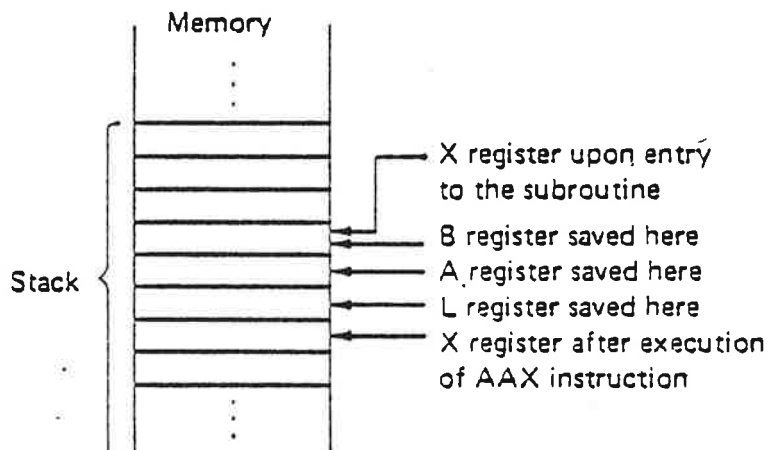 Memory
X register upon entry
to the subroutine
B register saved here
Stack
A register saved here
L register saved here
X register after execution
of AAX instruction